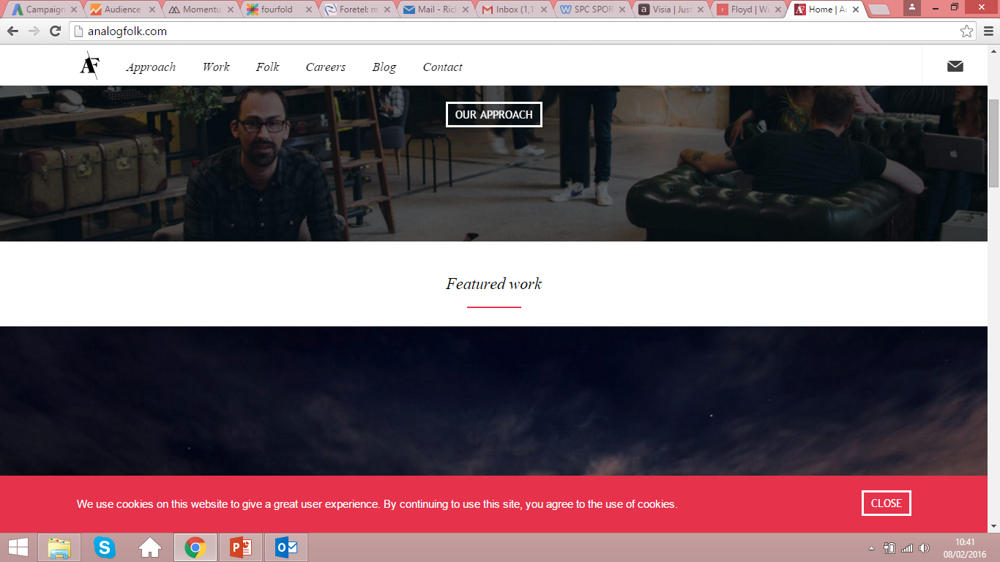 Campaign
Audience
Momentu
fourfold
Foretek m
Mail - Rich
Inbox (1,1
SPC SPOR
Visia | Just
Floyd | W
Home | A
analogfolk.com
AF Approach Work Folk Careers Blog Contact
OUR APPROACH
Featured work
We use cookies on this website to give a great user experience. By continuing to use this site, you agree to the use of cookies.
CLOSE
10:41
08/02/2016